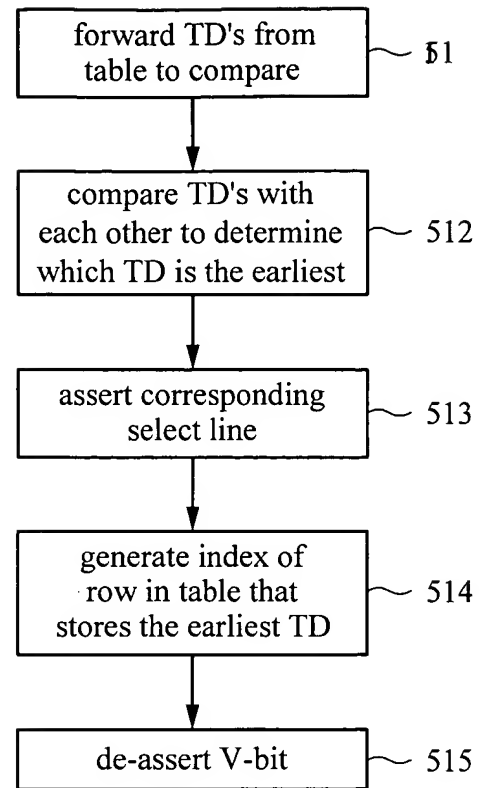 forward TD's from
table to compare
51
compare TD's with
each other to determine
which TD is the earliest
512
assert corresponding
select line
513
generate index of
row in table that
stores the earliest TD
514
de-assert V-bit
515